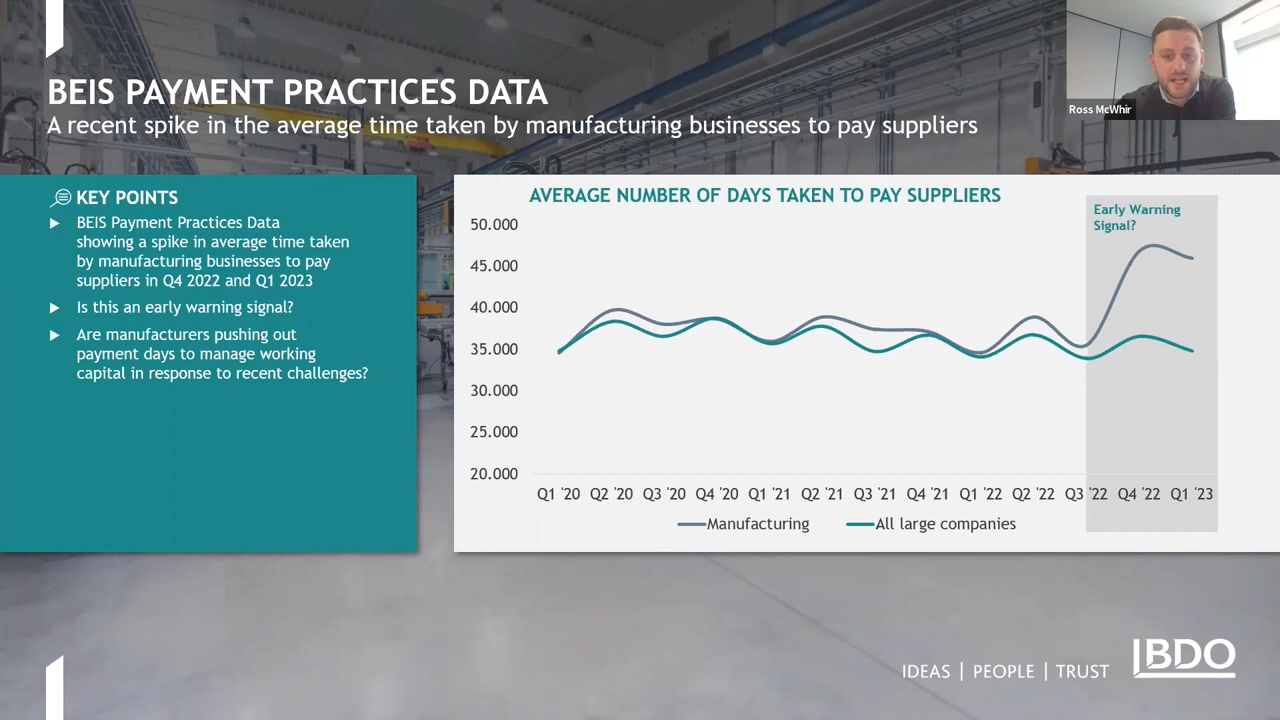 BEIS PAYMENT PRACTICES DATA
A recent spike in the average time taken by manufacturing businesses to pay suppliers
Ross McWhir
KEY POINTS
BEIS Payment Practices Data
showing a spike in average time taken
by manufacturing businesses to pay
suppliers in Q4 2022 and Q1 2023
Is this an early warning signal?
Are manufacturers pushing out
payment days to manage working
capital in response to recent challenges?
AVERAGE NUMBER OF DAYS TAKEN TO PAY SUPPLIERS
Early Warning
Signal?
50.000
45.000
40.000
35.000
30.000
25.000
20.000
Q1 '20 Q2 '20 Q3 '20 Q4 '20 Q1 '21 Q2 '21 Q3 '21 Q4 '21 Q1 '22 Q2 '22 Q3 '22 Q4 '22 Q1 '23
Manufacturing All large companies
IDEAS | PEOPLE | TRUST
BDO